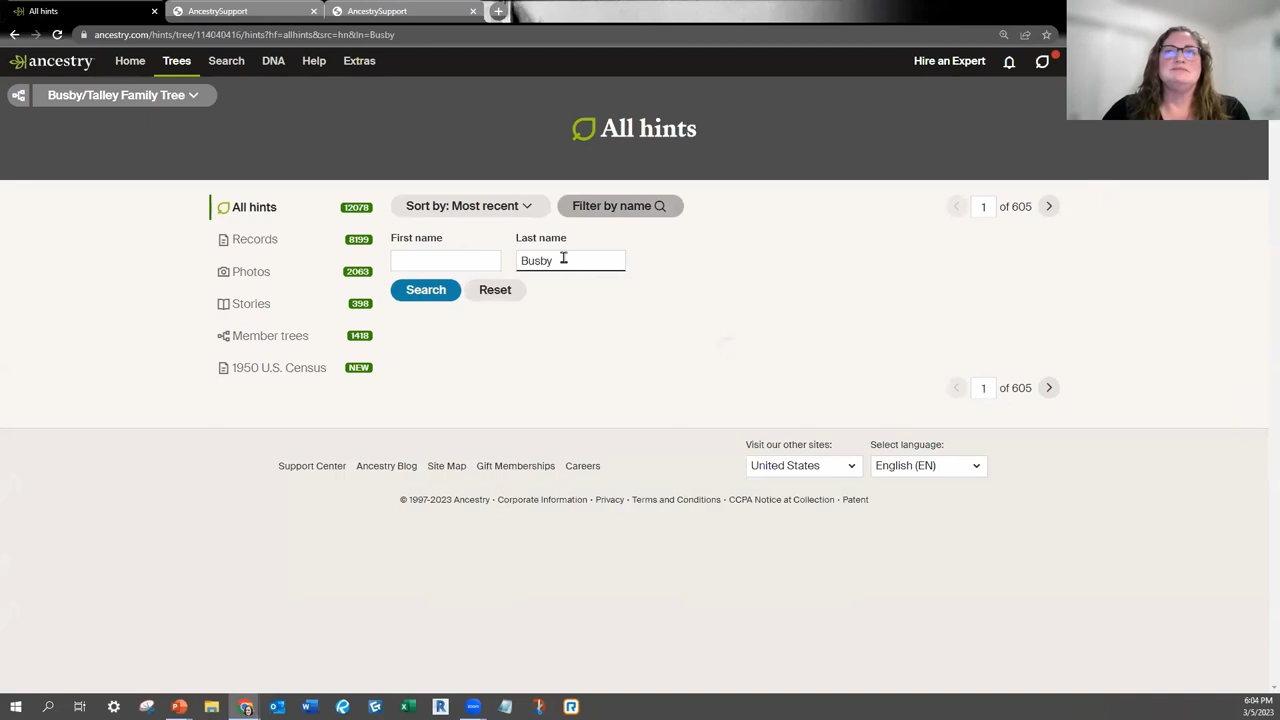 All hints
AncestrySupport
AncestrySupport
ancestry.com/hints/tree/114040416/hints?hf=allhints&src=hn&ln=Busby
ancestry
Home
Trees
Search
DNA
Help
Extras
Hire an Expert
Busby/Talley Family Tree
All hints
All hints 12078
Records 8199
Photos 2063
Stories 398
Member trees 1418
1950 U.S. Census NEW
Sort by: Most recent
Filter by name
1 of 605
First name
Last name
Busby
Search
Reset
1 of 605
Visit our other sites:
Select language:
United States
English (EN)
Support Center
Ancestry Blog
Site Map
Gift Memberships
Careers
© 1997-2023 Ancestry · Corporate Information · Privacy · Terms and Conditions · CCPA Notice at Collection · Patent
6:04 PM
3/5/2023